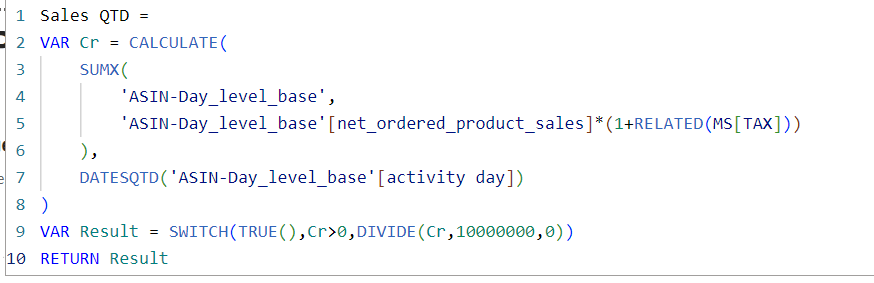 1 Sales QTD =
2 VAR Cr = CALCULATE(
3 SUMX(
4 'ASIN-Day_level_base',
5 'ASIN-Day_level_base'[net_ordered_product_sales]*(1+RELATED(MS[TAX]))
6 ),
7 DATESQTD('ASIN-Day_level_base'[activity day])
8 )
9 VAR Result = SWITCH(TRUE(),Cr>0,DIVIDE(Cr,10000000,0))
10 RETURN Result